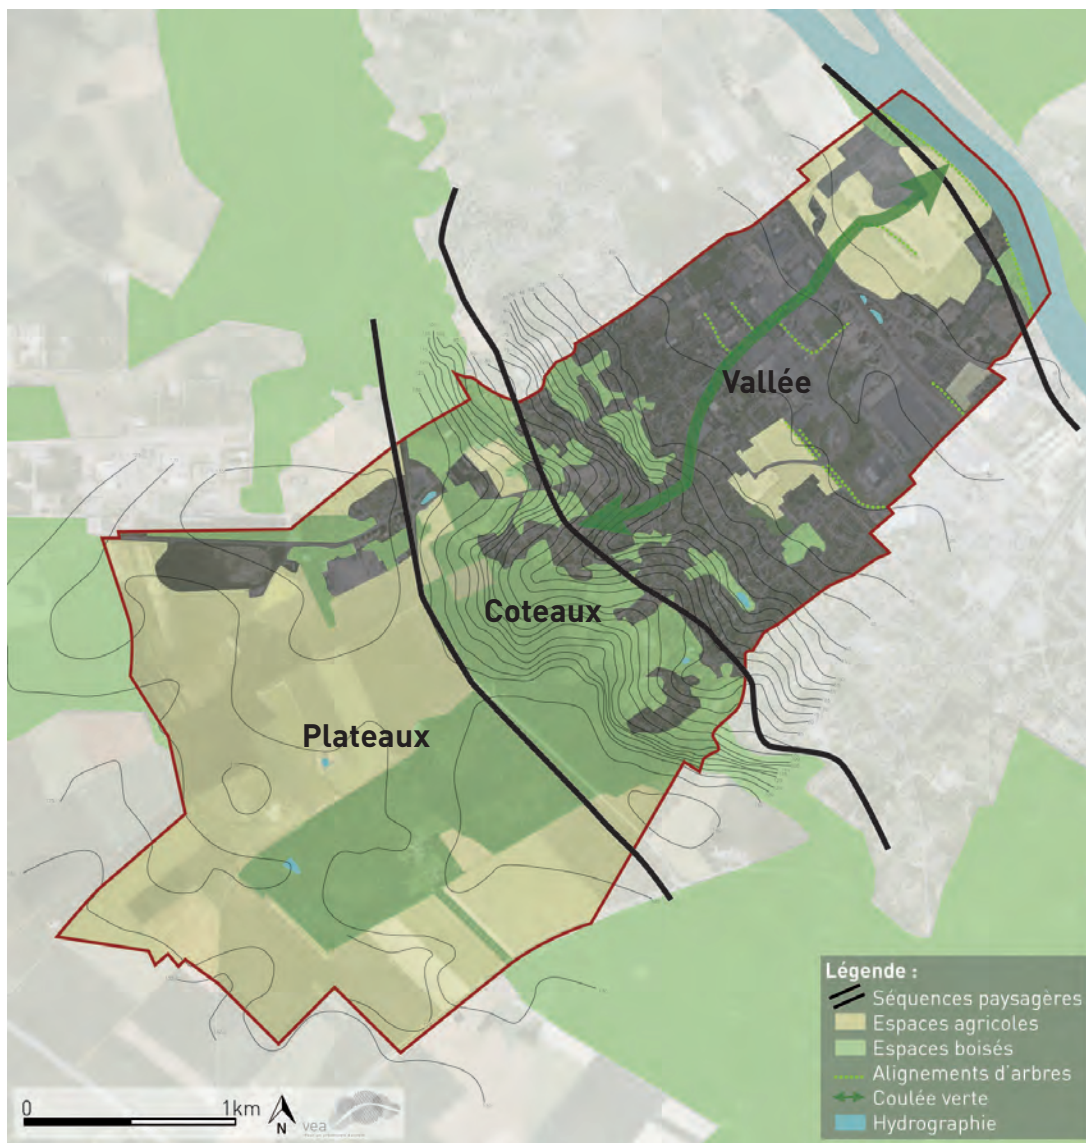 Vallée
Coteaux
Plateaux
Légende :
Séquences paysagères
Espaces agricoles
Espaces boisés
Alignements d'arbres
Coulée verte
Hydrographie
0 1km
N
vea